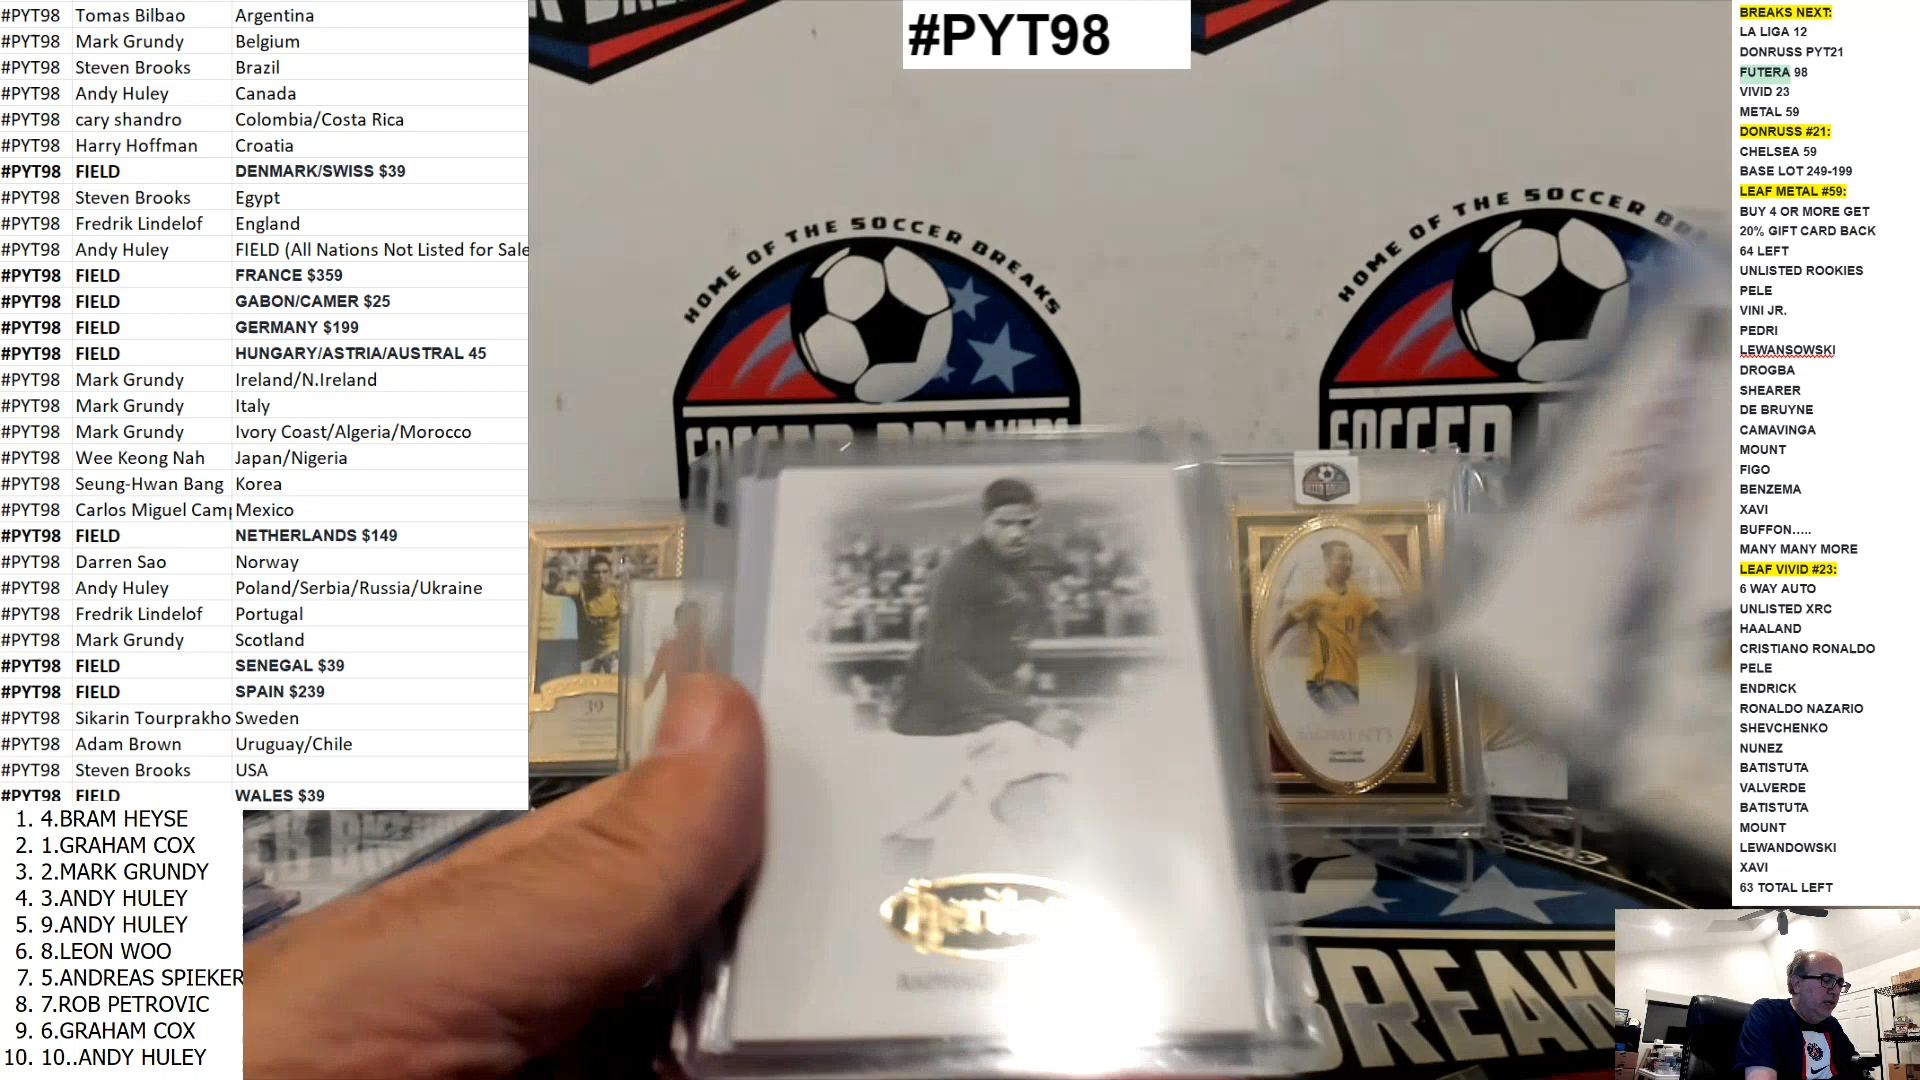 #PYT98
#PYT98 Tomas Bilbao Argentina
#PYT98 Mark Grundy Belgium
#PYT98 Steven Brooks Brazil
#PYT98 Andy Huley Canada
#PYT98 cary shandro Colombia/Costa Rica
#PYT98 Harry Hoffman Croatia
#PYT98 FIELD DENMARK/SWISS $39
#PYT98 Steven Brooks Egypt
#PYT98 Fredrik Lindelof England
#PYT98 Andy Huley FIELD (All Nations Not Listed for Sale
#PYT98 FIELD FRANCE $359
#PYT98 FIELD GABON/CAMER $25
#PYT98 FIELD GERMANY $199
#PYT98 FIELD HUNGARY/ASTRIA/AUSTRAL 45
#PYT98 Mark Grundy Ireland/N.Ireland
#PYT98 Mark Grundy Italy
#PYT98 Mark Grundy Ivory Coast/Algeria/Morocco
#PYT98 Wee Keong Nah Japan/Nigeria
#PYT98 Seung-Hwan Bang Korea
#PYT98 Carlos Miguel Camp Mexico
#PYT98 FIELD NETHERLANDS $149
#PYT98 Darren Sao Norway
#PYT98 Andy Huley Poland/Serbia/Russia/Ukraine
#PYT98 Fredrik Lindelof Portugal
#PYT98 Mark Grundy Scotland
#PYT98 FIELD SENEGAL $39
#PYT98 FIELD SPAIN $239
#PYT98 Sikarin Tourprakho Sweden
#PYT98 Adam Brown Uruguay/Chile
#PYT98 Steven Brooks USA
#PYT98 FIELD WALES $39
1. 4.BRAM HEYSE
2. 1.GRAHAM COX
3. 2.MARK GRUNDY
4. 3.ANDY HULEY
5. 9.ANDY HULEY
6. 8.LEON WOO
7. 5.ANDREAS SPIEKER
8. 7.ROB PETROVIC
9. 6.GRAHAM COX
10. 10..ANDY HULEY
HOME OF THE SOCCER BREAKS
SOCCER BREAKERS
HOME OF THE SOCCER
SOCCER
39
MOMENTS
BREAK
BREAKS NEXT:
LA LIGA 12
DONRUSS PYT21
FUTERA 98
VIVID 23
METAL 59
DONRUSS #21:
CHELSEA 59
BASE LOT 249-199
LEAF METAL #59:
BUY 4 OR MORE GET
20% GIFT CARD BACK
64 LEFT
UNLISTED ROOKIES
PELE
VINI JR.
PEDRI
LEWANSOWSKI
DROGBA
SHEARER
DE BRUYNE
CAMAVINGA
MOUNT
FIGO
BENZEMA
XAVI
BUFFON.....
MANY MANY MORE
LEAF VIVID #23:
6 WAY AUTO
UNLISTED XRC
HAALAND
CRISTIANO RONALDO
PELE
ENDRICK
RONALDO NAZARIO
SHEVCHENKO
NUNEZ
BATISTUTA
VALVERDE
BATISTUTA
MOUNT
LEWANDOWSKI
XAVI
63 TOTAL LEFT